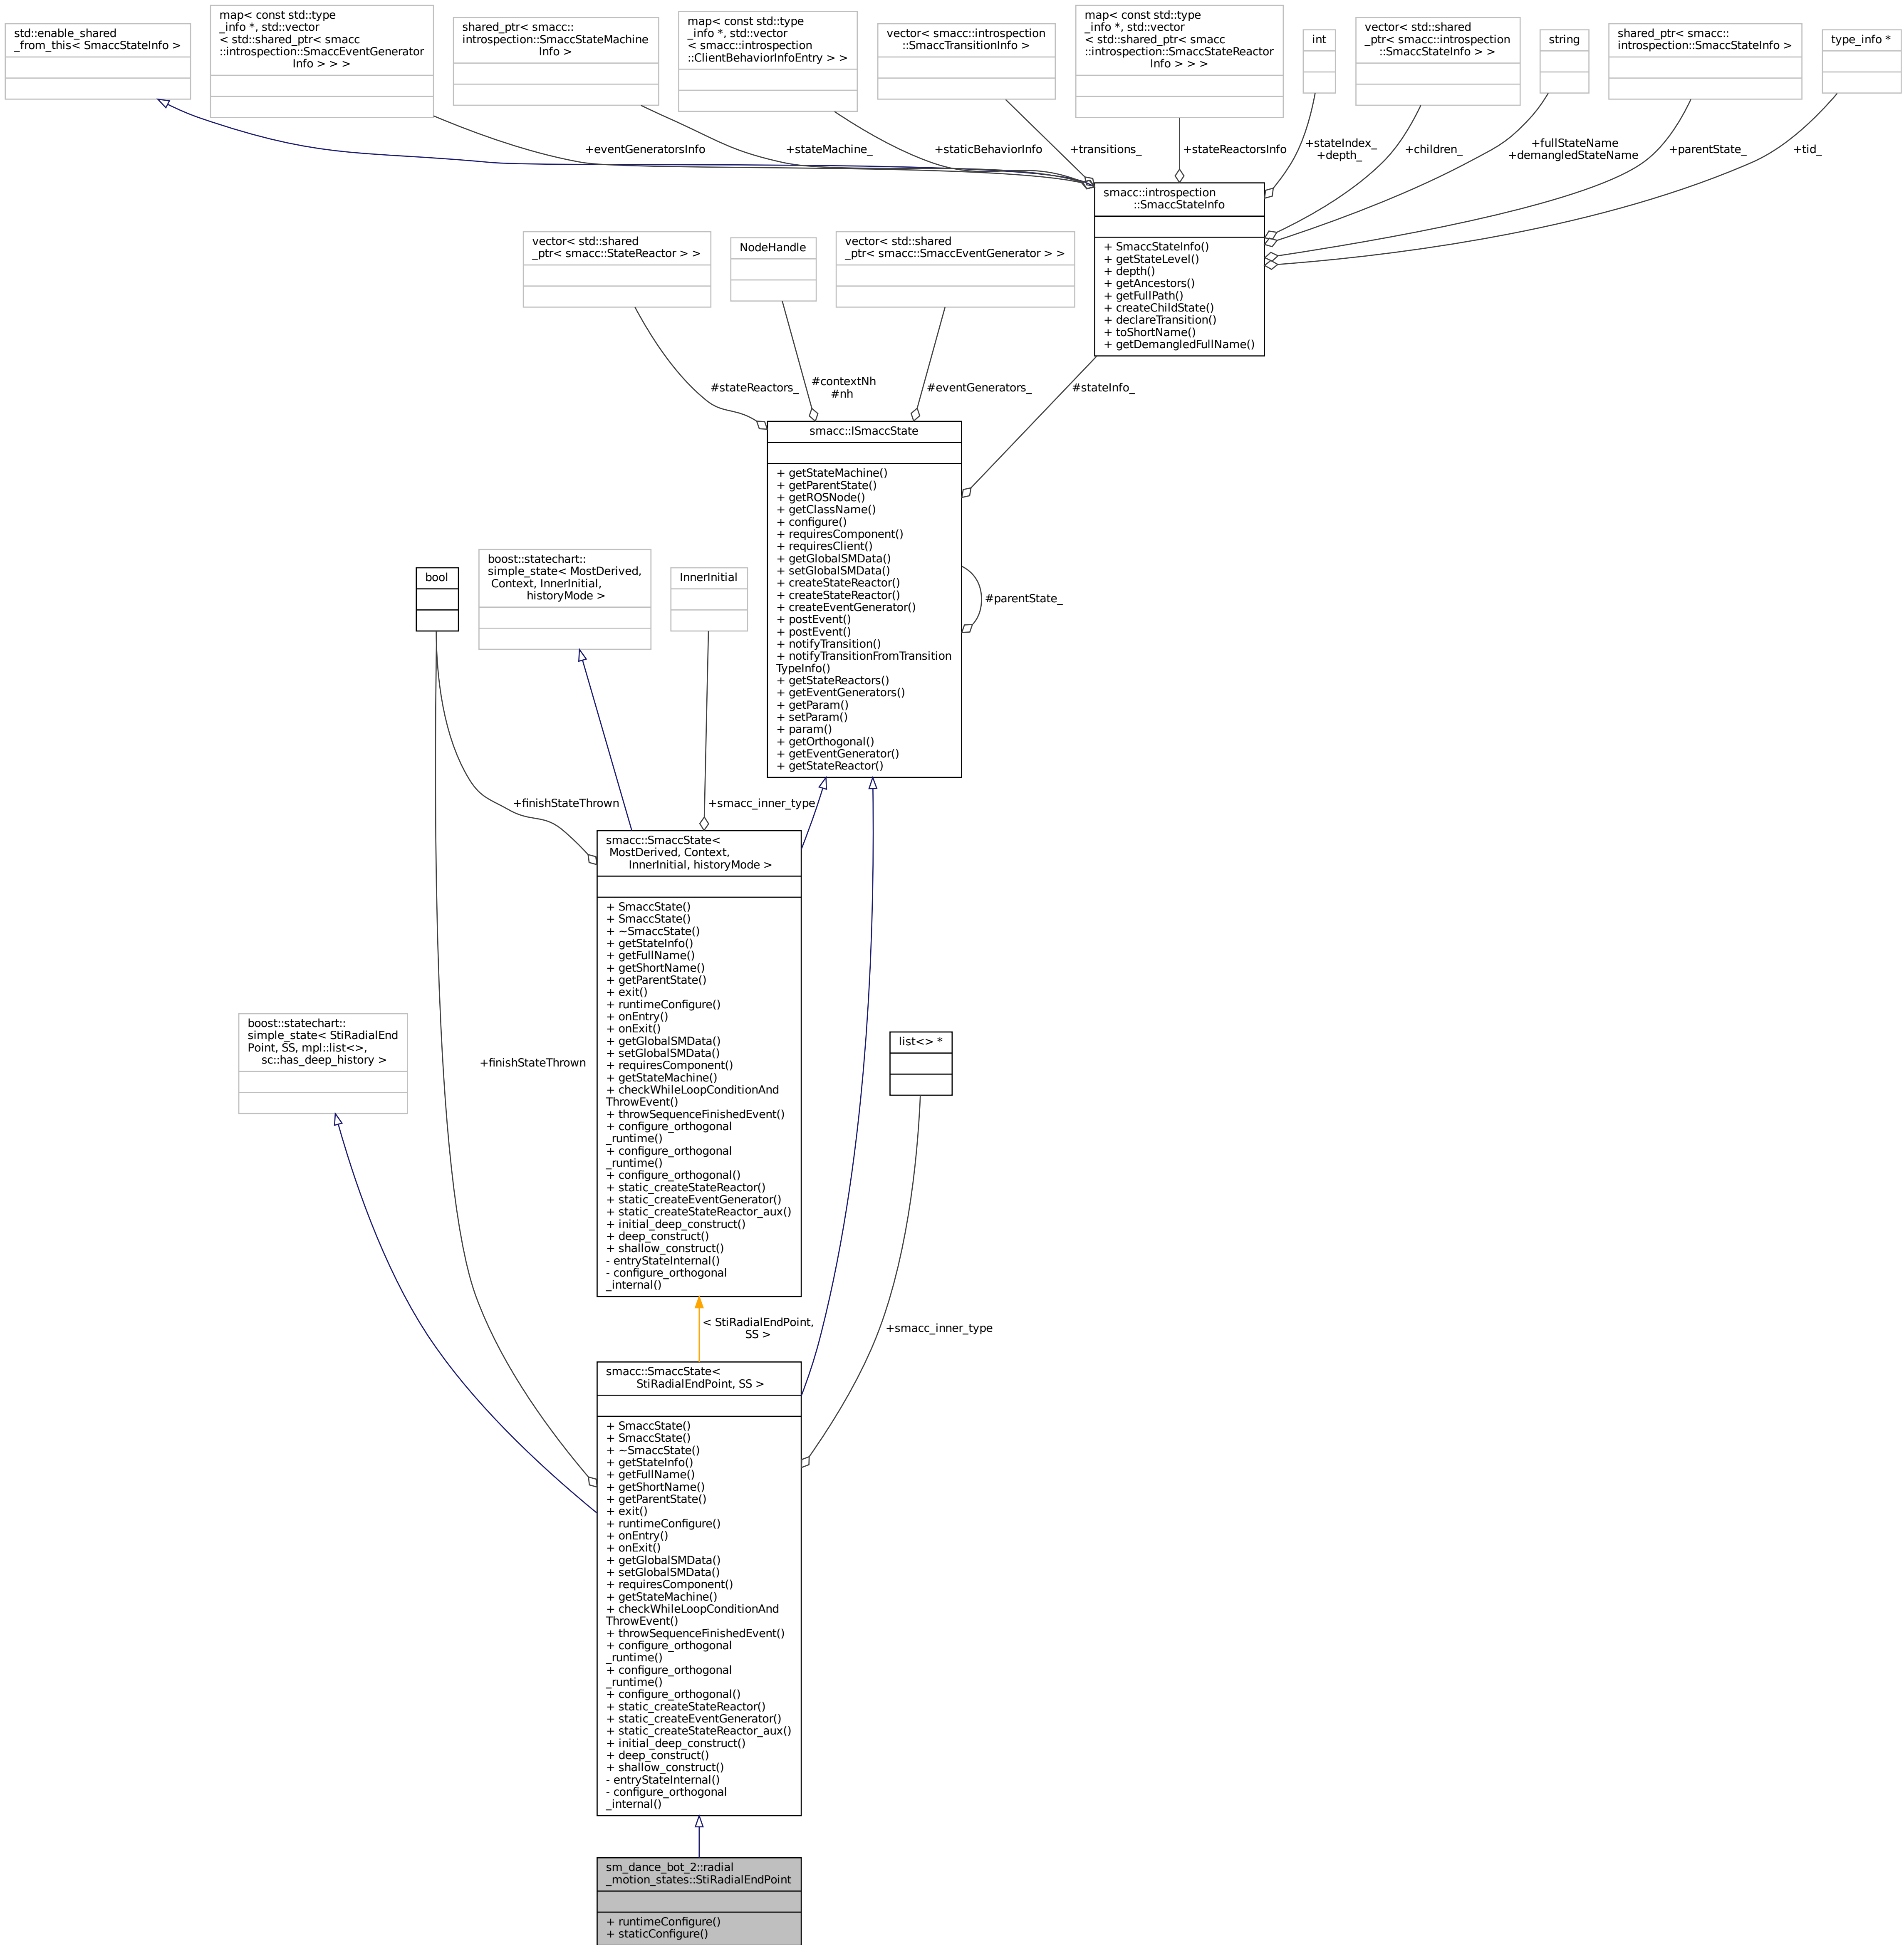 std::enable_shared
_from_this< SmaccStateInfo >
map< const std::type
_info *, std::vector
< std::shared_ptr< smacc
::introspection::SmaccEventGenerator
Info > > >
shared_ptr< smacc::
introspection::SmaccStateMachine
Info >
map< const std::type
_info *, std::vector
< smacc::introspection
::ClientBehaviorInfoEntry > >
vector< smacc::introspection
::SmaccTransitionInfo >
map< const std::type
_info *, std::vector
< std::shared_ptr< smacc
::introspection::SmaccStateReactor
Info > > >
int
vector< std::shared
_ptr< smacc::introspection
::SmaccStateInfo > >
string
shared_ptr< smacc::
introspection::SmaccStateInfo >
type_info *
+eventGeneratorsInfo
+stateMachine_
+staticBehaviorInfo
+transitions_
+stateReactorsInfo
+stateIndex_
+depth_
+children_
+fullStateName
+demangledStateName
+parentState_
+tid_
smacc::introspection
::SmaccStateInfo
+ SmaccStateInfo()
+ getStateLevel()
+ depth()
+ getAncestors()
+ getFullPath()
+ createChildState()
+ declareTransition()
+ toShortName()
+ getDemangledFullName()
vector< std::shared
_ptr< smacc::StateReactor > >
NodeHandle
vector< std::shared
_ptr< smacc::SmaccEventGenerator > >
#stateReactors_
#contextNh
#nh
#eventGenerators_
#stateInfo_
smacc::ISmaccState
+ getStateMachine()
+ getParentState()
+ getROSNode()
+ getClassName()
+ configure()
+ requiresComponent()
+ requiresClient()
+ getGlobalSMData()
+ setGlobalSMData()
+ createStateReactor()
+ createStateReactor()
+ createEventGenerator()
+ postEvent()
+ postEvent()
+ notifyTransition()
+ notifyTransitionFromTransition
TypeInfo()
+ getStateReactors()
+ getEventGenerators()
+ getParam()
+ setParam()
+ param()
+ getOrthogonal()
+ getEventGenerator()
+ getStateReactor()
#parentState_
bool
boost::statechart::
simple_state< MostDerived,
Context, InnerInitial,
historyMode >
InnerInitial
+finishStateThrown
+smacc_inner_type
smacc::SmaccState<
MostDerived, Context,
InnerInitial, historyMode >
+ SmaccState()
+ SmaccState()
+ ~SmaccState()
+ getStateInfo()
+ getFullName()
+ getShortName()
+ getParentState()
+ exit()
+ runtimeConfigure()
+ onEntry()
+ onExit()
+ getGlobalSMData()
+ setGlobalSMData()
+ requiresComponent()
+ getStateMachine()
+ checkWhileLoopConditionAnd
ThrowEvent()
+ throwSequenceFinishedEvent()
+ configure_orthogonal
_runtime()
+ configure_orthogonal
_runtime()
+ configure_orthogonal()
+ static_createStateReactor()
+ static_createEventGenerator()
+ static_createStateReactor_aux()
+ initial_deep_construct()
+ deep_construct()
+ shallow_construct()
- entryStateInternal()
- configure_orthogonal
_internal()
boost::statechart::
simple_state< StiRadialEnd
Point, SS, mpl::list<>,
sc::has_deep_history >
+finishStateThrown
list<> *
< StiRadialEndPoint,
SS >
+smacc_inner_type
smacc::SmaccState<
StiRadialEndPoint, SS >
+ SmaccState()
+ SmaccState()
+ ~SmaccState()
+ getStateInfo()
+ getFullName()
+ getShortName()
+ getParentState()
+ exit()
+ runtimeConfigure()
+ onEntry()
+ onExit()
+ getGlobalSMData()
+ setGlobalSMData()
+ requiresComponent()
+ getStateMachine()
+ checkWhileLoopConditionAnd
ThrowEvent()
+ throwSequenceFinishedEvent()
+ configure_orthogonal
_runtime()
+ configure_orthogonal
_runtime()
+ configure_orthogonal()
+ static_createStateReactor()
+ static_createEventGenerator()
+ static_createStateReactor_aux()
+ initial_deep_construct()
+ deep_construct()
+ shallow_construct()
- entryStateInternal()
- configure_orthogonal
_internal()
sm_dance_bot_2::radial
_motion_states::StiRadialEndPoint
+ runtimeConfigure()
+ staticConfigure()